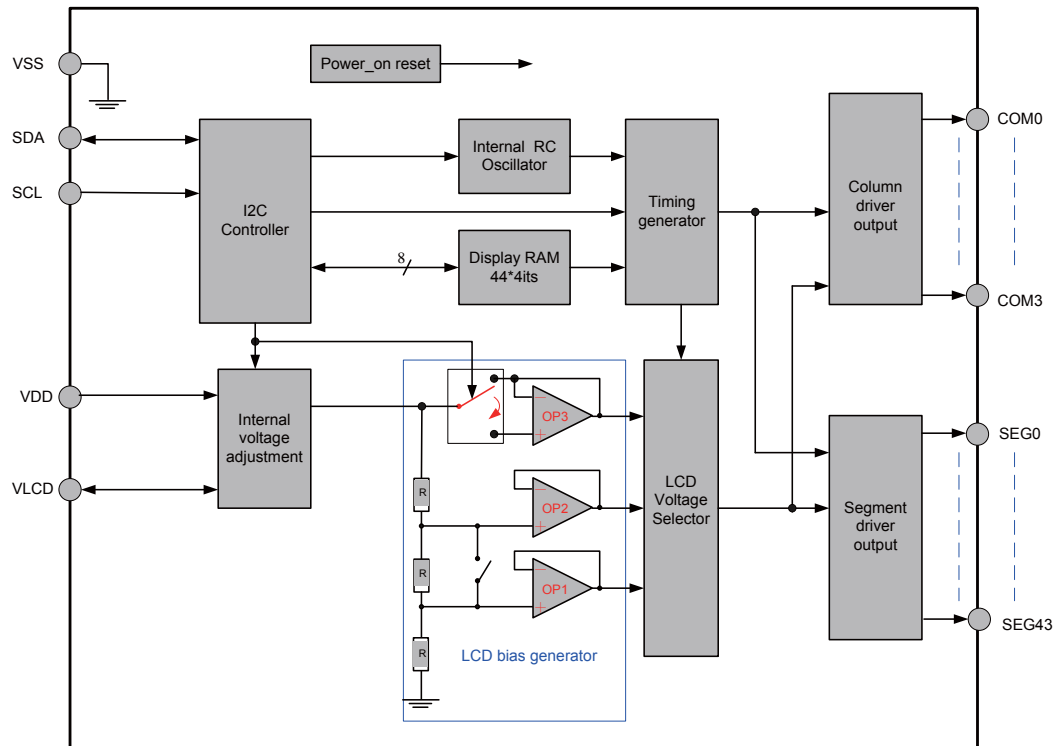 VSS
Power_on reset
SDA
SCL
I2C
Controller
Internal RC
Oscillator
8
Display RAM
44*4its
Timing
generator
Column
driver
output
COM0
COM3
VDD
VLCD
Internal
voltage
adjustment
R
R
R
OP3
OP2
OP1
LCD bias generator
LCD
Voltage
Selector
Segment
driver
output
SEG0
SEG43